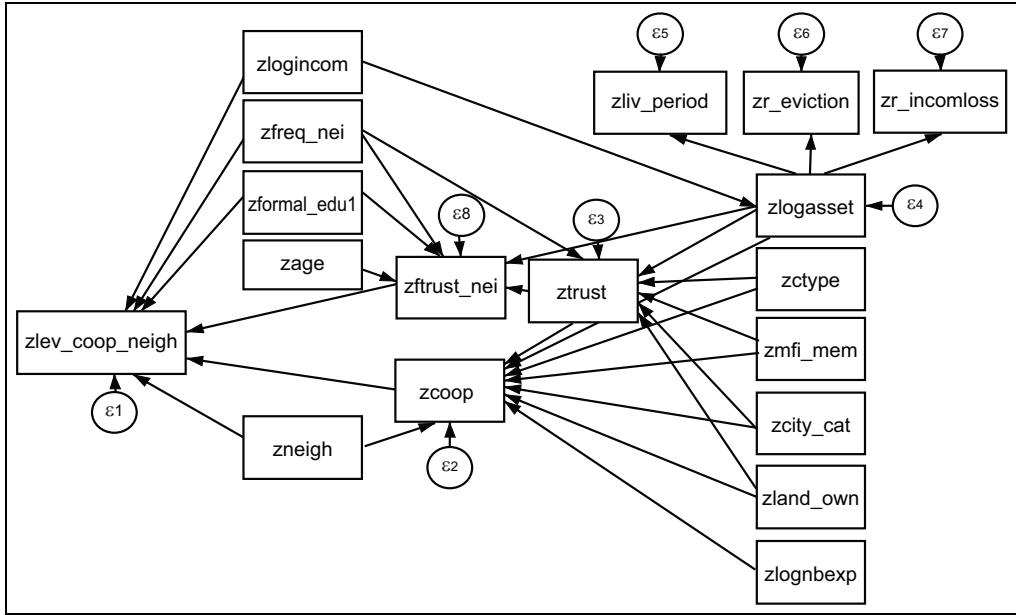 ε5
ε6
ε7
zlogincom
zliv_period
zr_eviction
zr_incomloss
zfreq_nei
zformal_edu1
zlogasset
ε4
ε8
ε3
zage
zftrust_nei
ztrust
zctype
zlev_coop_neigh
zmfi_mem
zcoop
ε1
zcity_cat
zneigh
ε2
zland_own
zlognbexp